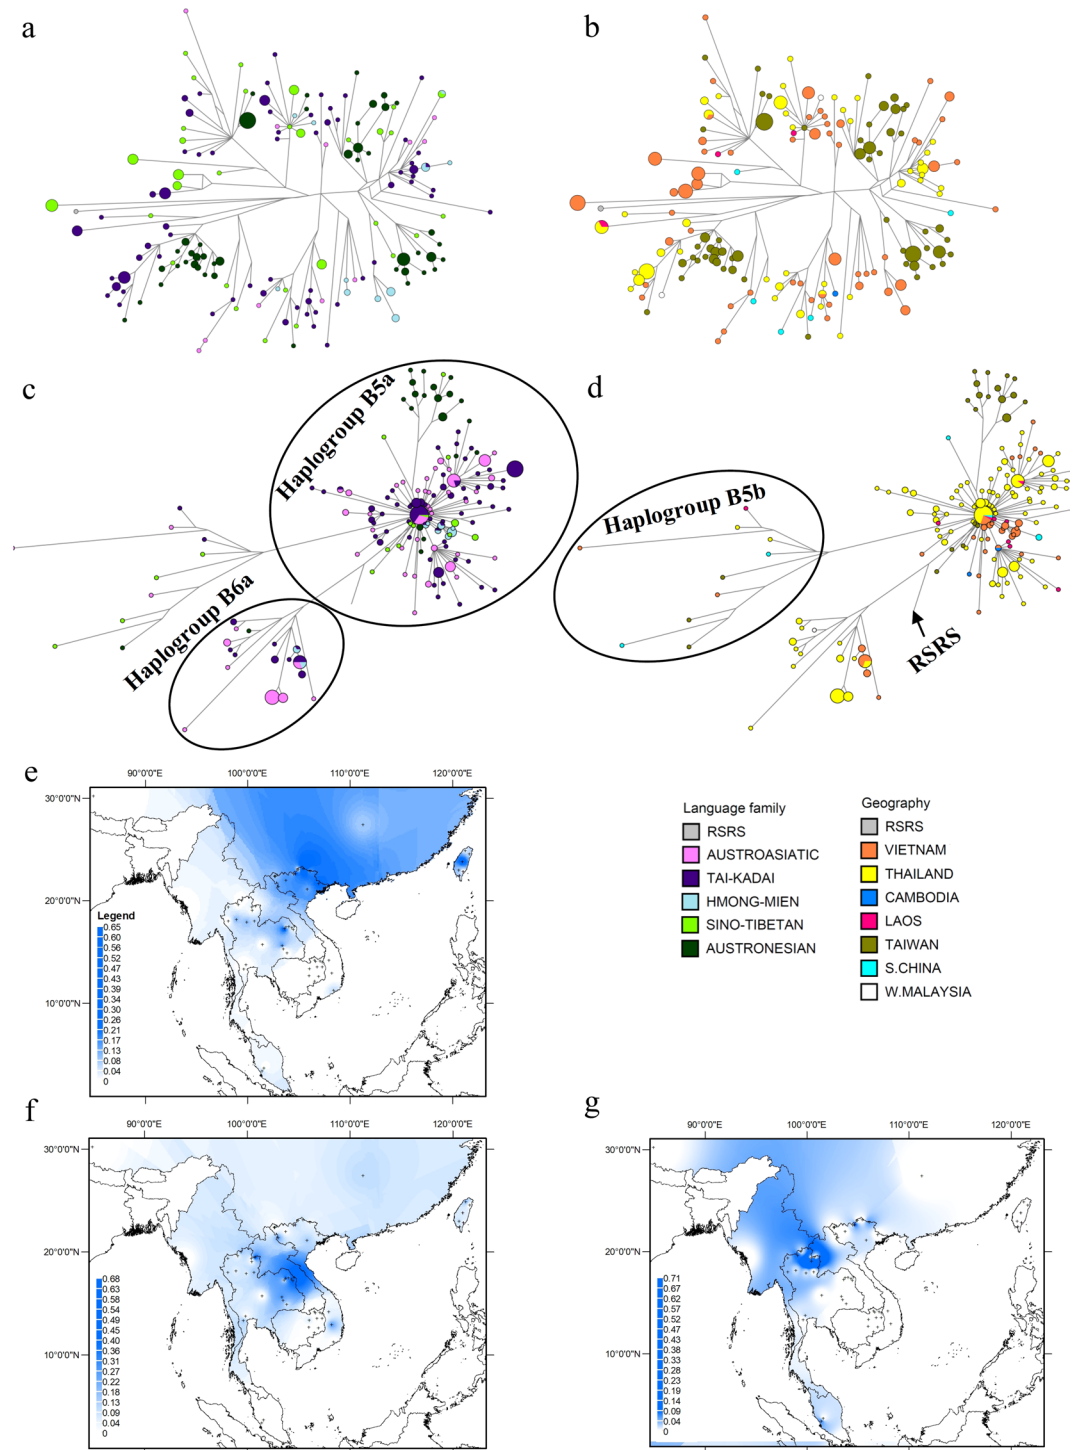 a
b
c
Haplogroup B5a
Haplogroup B6a
d
Haplogroup B5b
RSRS
e
90°0'0"E 100°0'0"E 110°0'0"E 120°0'0"E
30°0'0"N
20°0'0"N
10°0'0"N
Legend
0.65
0.60
0.56
0.52
0.47
0.43
0.39
0.34
0.30
0.26
0.21
0.17
0.13
0.08
0.04
0
Language family
RSRS
AUSTROASIATIC
TAI-KADAI
HMONG-MIEN
SINO-TIBETAN
AUSTRONESIAN
Geography
RSRS
VIETNAM
THAILAND
CAMBODIA
LAOS
TAIWAN
S.CHINA
W.MALAYSIA
f
90°0'0"E 100°0'0"E 110°0'0"E 120°0'0"E
30°0'0"N
20°0'0"N
10°0'0"N
0.68
0.63
0.58
0.54
0.49
0.45
0.40
0.36
0.31
0.27
0.22
0.18
0.13
0.09
0.04
0
g
90°0'0"E 100°0'0"E 110°0'0"E 120°0'0"E
30°0'0"N
20°0'0"N
10°0'0"N
0.71
0.67
0.62
0.57
0.52
0.47
0.43
0.38
0.33
0.28
0.23
0.19
0.14
0.09
0.04
0